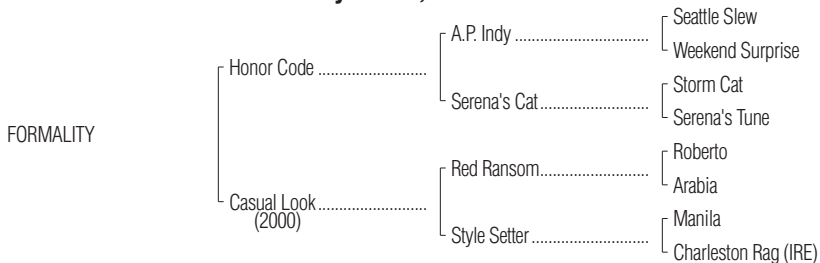 Seattle Slew
A.P. Indy ................................
Weekend Surprise
Honor Code ..........................
Storm Cat
Serena's Cat..........................
Serena's Tune
FORMALITY
Roberto
Red Ransom..........................
Arabia
Casual Look..........................
(2000)
Manila
Style Setter ............................
Charleston Rag (IRE)